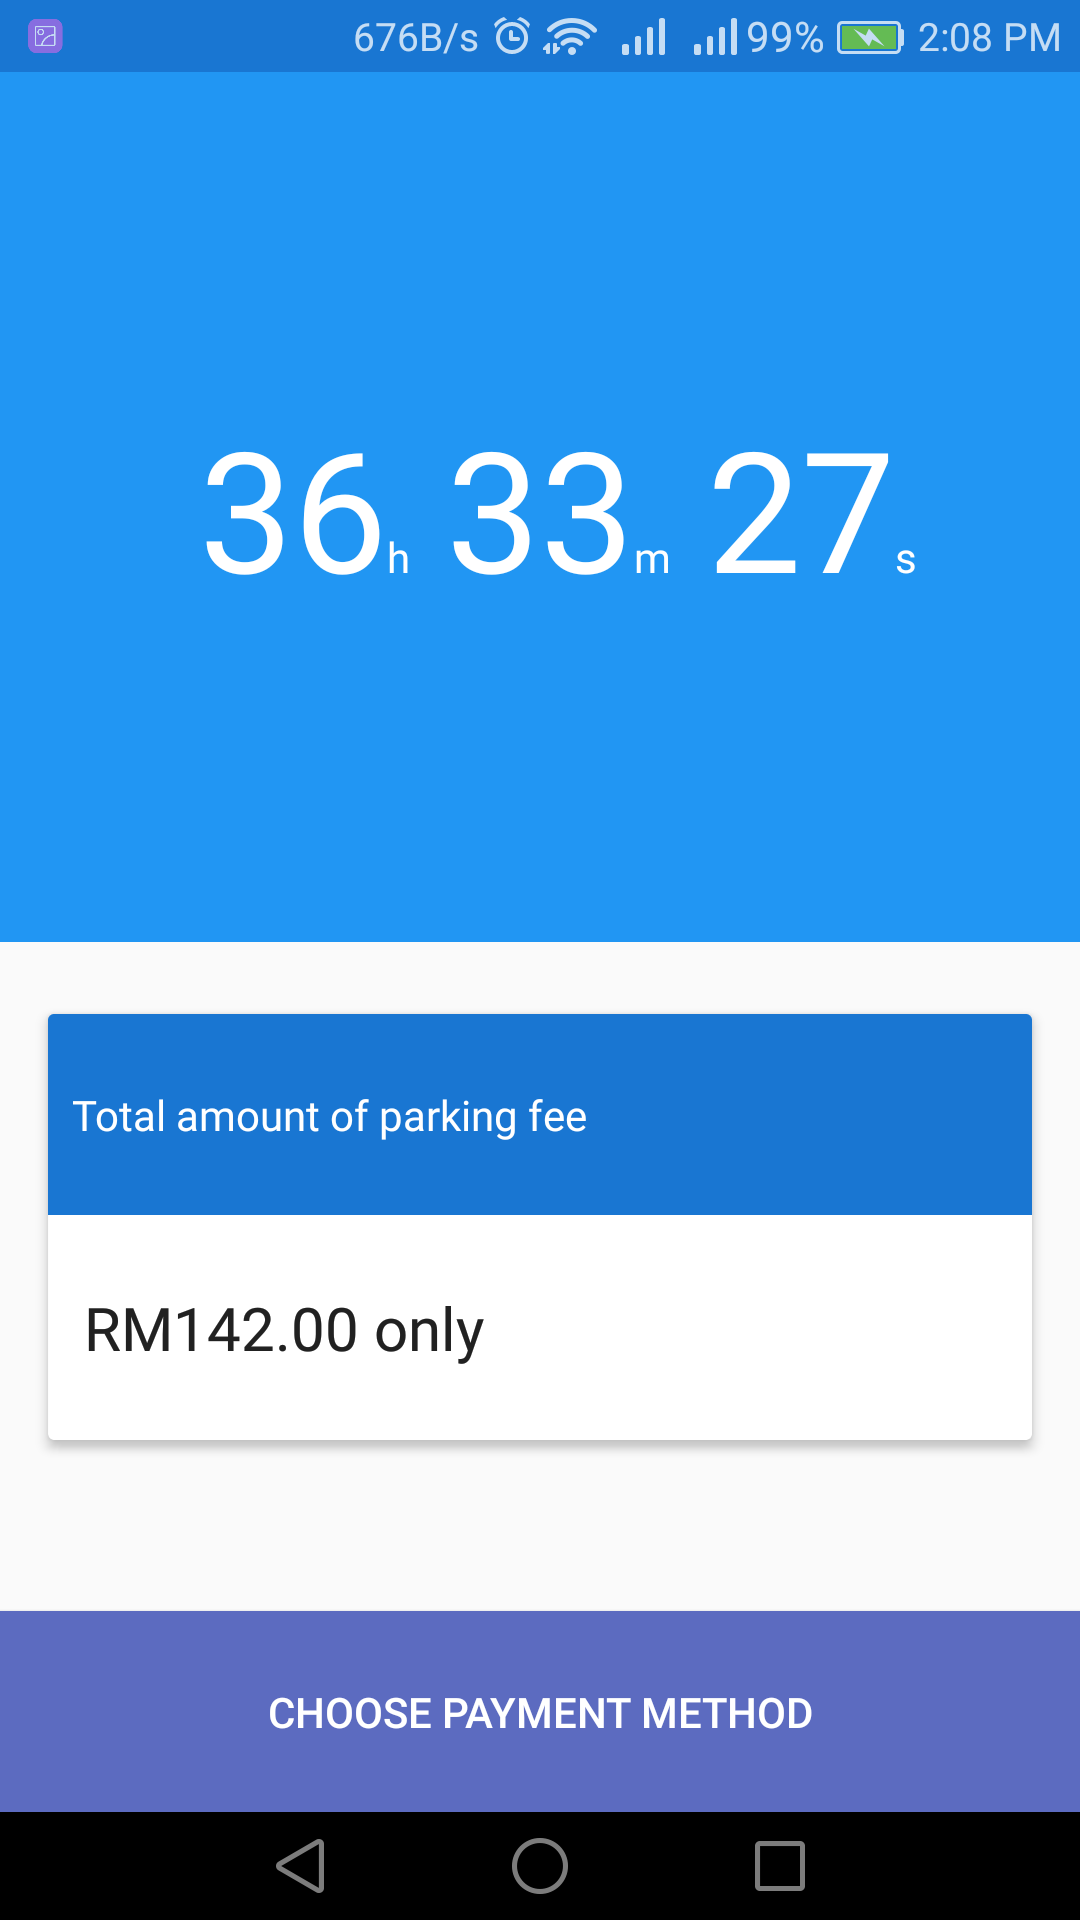 676B/s 99% 2:08 PM
36h 33m 27s
Total amount of parking fee
RM142.00 only
CHOOSE PAYMENT METHOD